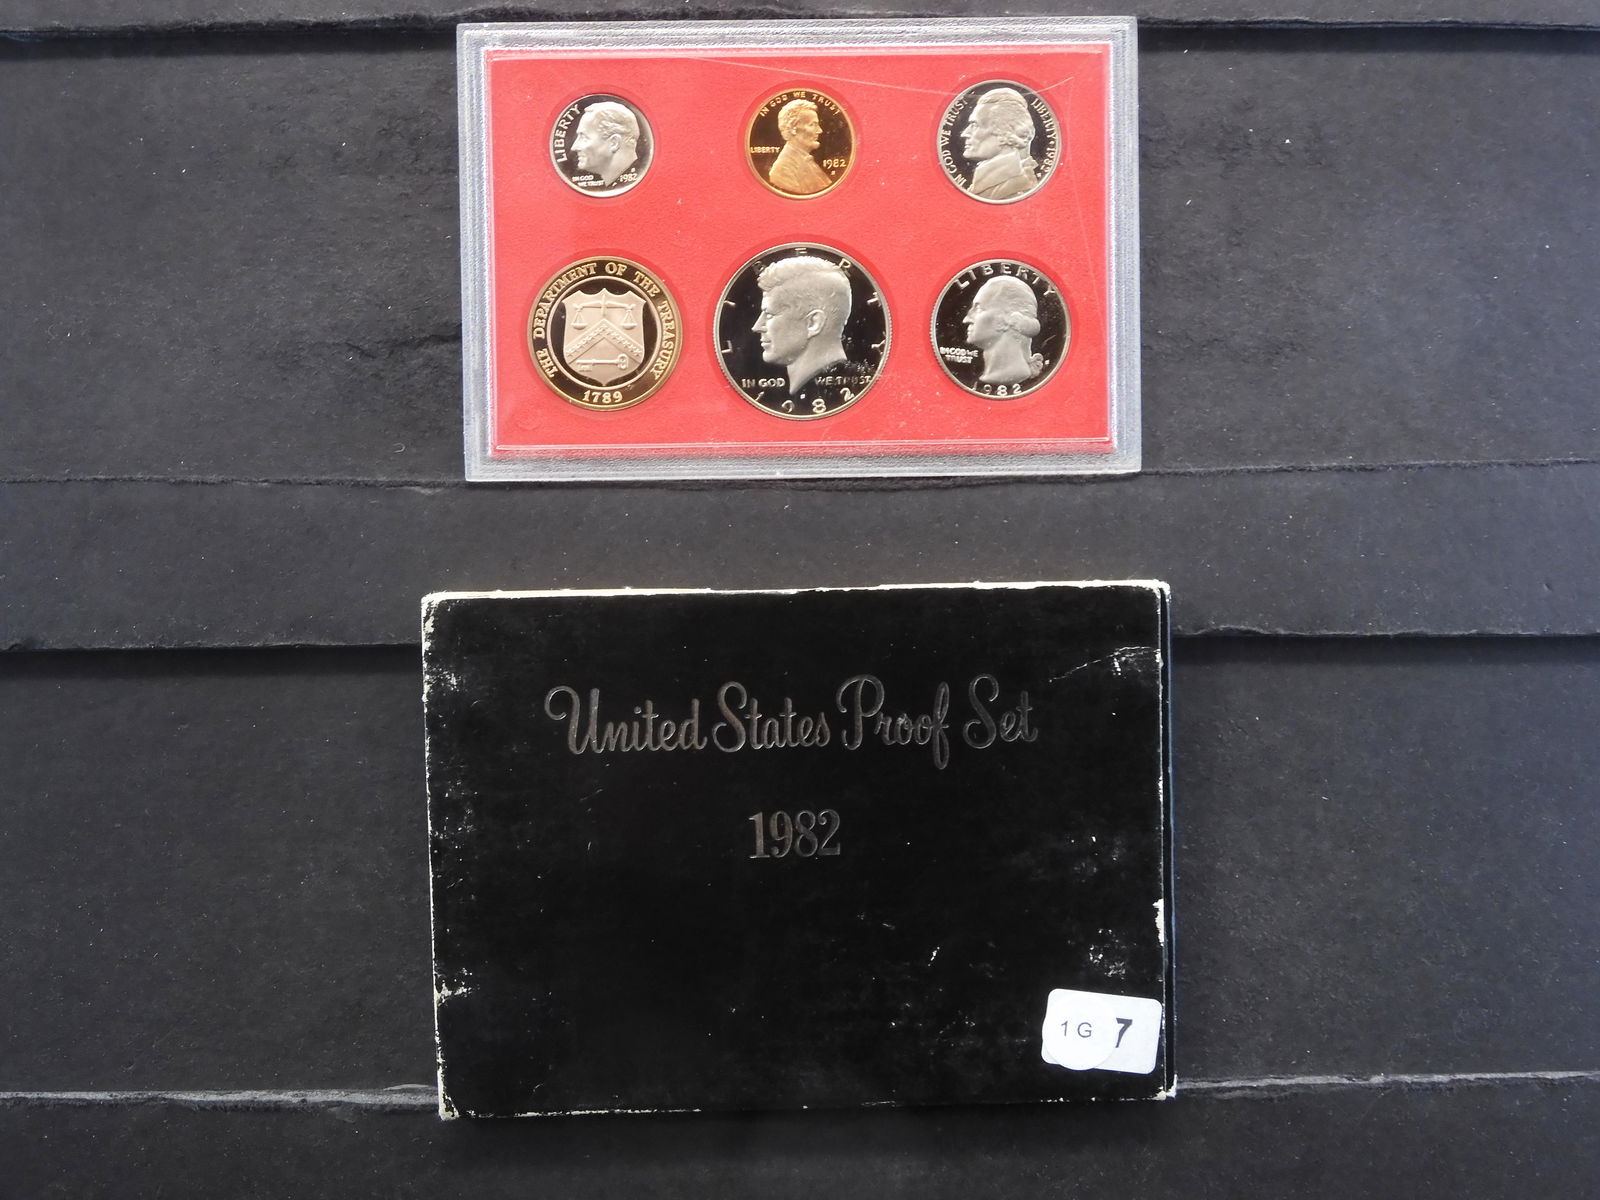 LIBERTY
IN GOD
WE TRUST
1982
S
IN GOD WE TRUST
LIBERTY
1982
S
IN GOD WE TRUST
LIBERTY • 198
THE DEPARTMENT OF THE TREASURY
1789
LIBERTY
IN GOD WE TRUST
1982
LIBERTY
IN GOD WE
TRUST
1982
United States Proof Set
1982
1 G 7